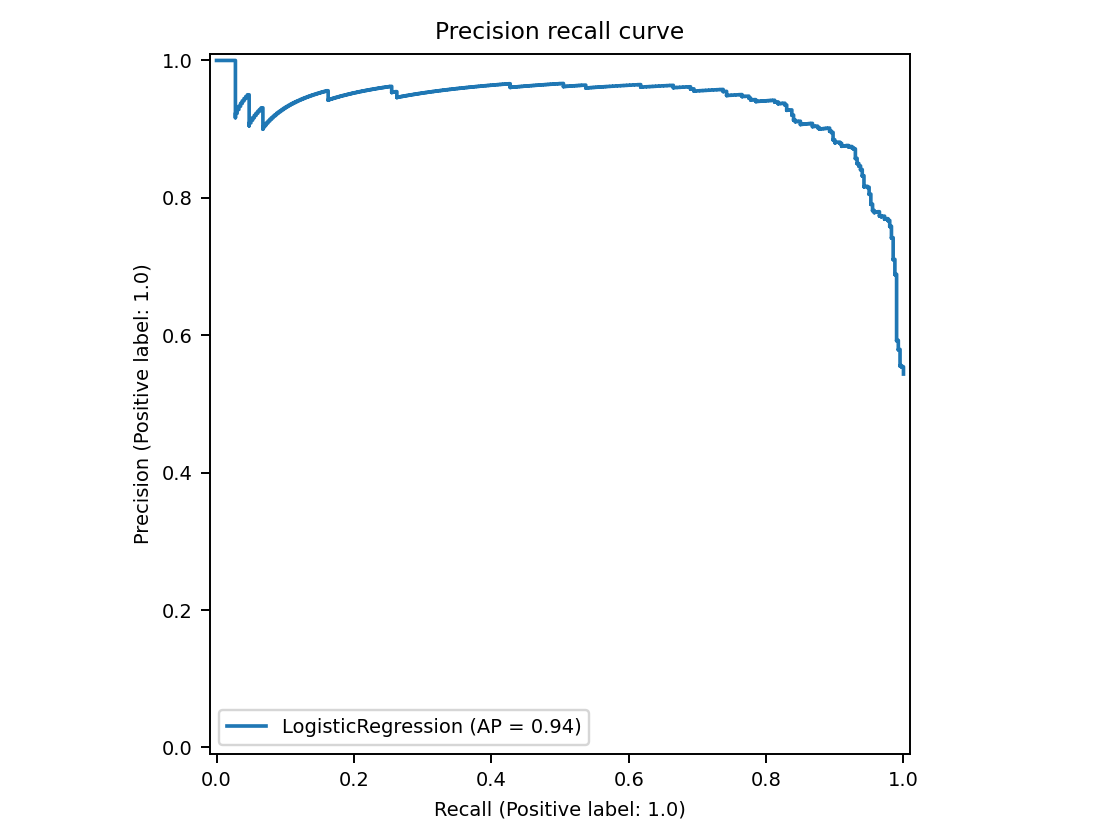 Precision recall curve
1.0
0.8
0.6
0.4
0.2
0.0
Precision (Positive label: 1.0)
LogisticRegression (AP = 0.94)
0.0 0.2 0.4 0.6 0.8 1.0
Recall (Positive label: 1.0)